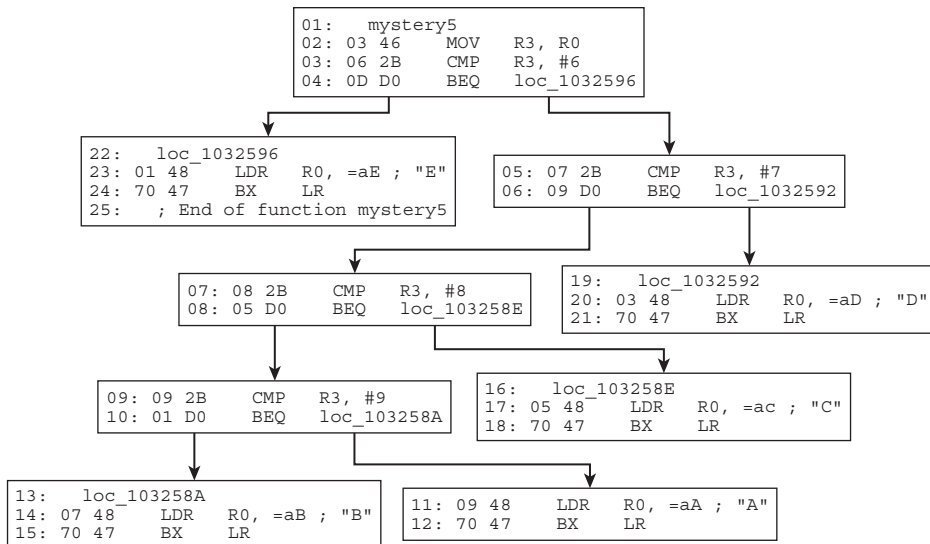 01:   mystery5
02: 03 46     MOV     R3, R0
03: 06 2B     CMP     R3, #6
04: 0D D0     BEQ     loc_1032596
22:   loc_1032596
23: 01 48     LDR     R0, =aE ; "E"
24: 70 47     BX      LR
25:   ; End of function mystery5
05: 07 2B     CMP     R3, #7
06: 09 D0     BEQ     loc_1032592
07: 08 2B     CMP     R3, #8
08: 05 D0     BEQ     loc_103258E
19:   loc_1032592
20: 03 48     LDR     R0, =aD ; "D"
21: 70 47     BX      LR
09: 09 2B     CMP     R3, #9
10: 01 D0     BEQ     loc_103258A
16:   loc_103258E
17: 05 48     LDR     R0, =ac ; "C"
18: 70 47     BX      LR
13:   loc_103258A
14: 07 48     LDR     R0, =aB ; "B"
15: 70 47     BX      LR
11: 09 48     LDR     R0, =aA ; "A"
12: 70 47     BX      LR